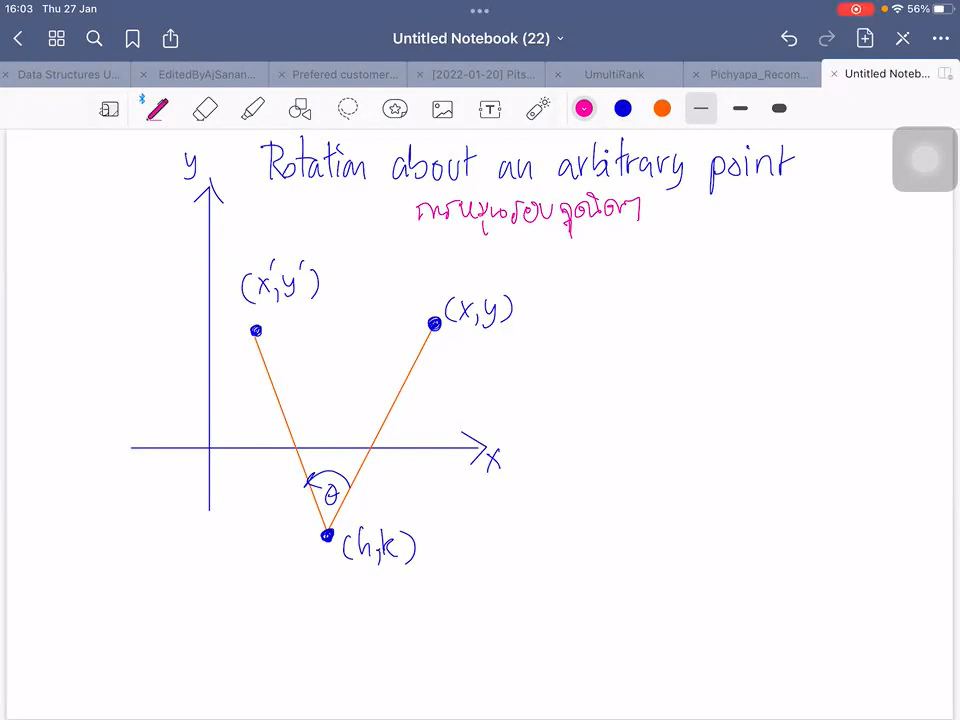 16:03 Thu 27 Jan
56%
Untitled Notebook (22)
Data Structures U...
EditedByAjSanan...
Prefered customer...
[2022-01-20] Pits...
UmultiRank
Pichyapa_Recom...
Untitled Noteb...
y Rotation about an arbitrary point
การหมุนรอบจุดใดๆ
(x',y')
(x,y)
x
θ
(h,k)